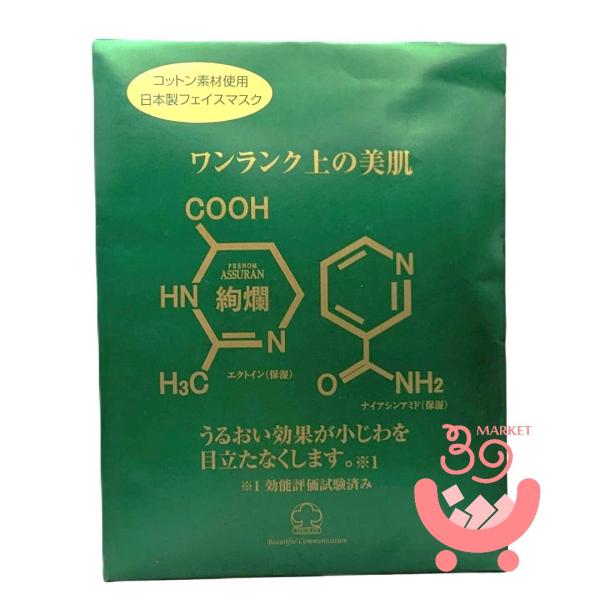 コットン素材使用
日本製フェイスマスク
ワンランク上の美肌
COOH
PRENOM
ASSURAN
絢爛
HN
N
H3C
エクトイン(保湿)
N
O
NH2
ナイアシンアミド(保湿)
うるおい効果が小じわを
目立たなくします。※1
※1 効能評価試験済み
Beautiful Communication
39
MARKET